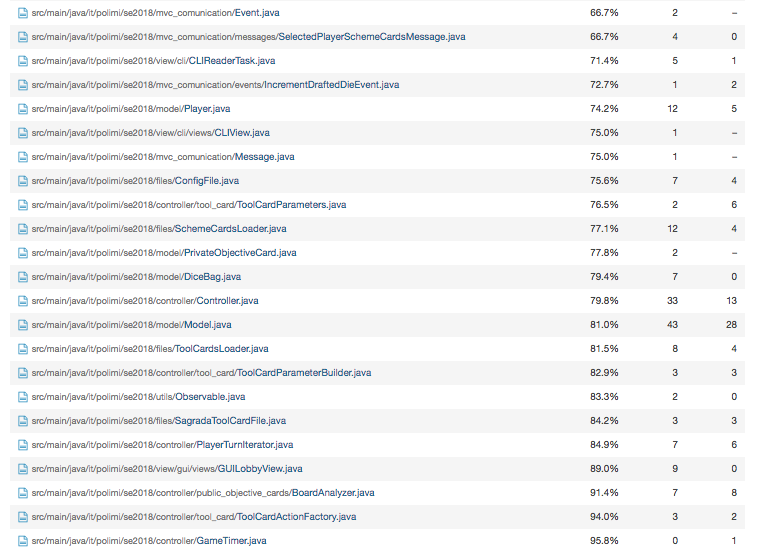 src/main/java/it/polimi/se2018/mvc_comunication/Event.java 66.7% 2 –
src/main/java/it/polimi/se2018/mvc_comunication/messages/SelectedPlayerSchemeCardsMessage.java 66.7% 4 0
src/main/java/it/polimi/se2018/view/cli/CLIReaderTask.java 71.4% 5 1
src/main/java/it/polimi/se2018/mvc_comunication/events/IncrementDraftedDieEvent.java 72.7% 1 2
src/main/java/it/polimi/se2018/model/Player.java 74.2% 12 5
src/main/java/it/polimi/se2018/view/cli/views/CLIView.java 75.0% 1 –
src/main/java/it/polimi/se2018/mvc_comunication/Message.java 75.0% 1 –
src/main/java/it/polimi/se2018/files/ConfigFile.java 75.6% 7 4
src/main/java/it/polimi/se2018/controller/tool_card/ToolCardParameters.java 76.5% 2 6
src/main/java/it/polimi/se2018/files/SchemeCardsLoader.java 77.1% 12 4
src/main/java/it/polimi/se2018/model/PrivateObjectiveCard.java 77.8% 2 –
src/main/java/it/polimi/se2018/model/DiceBag.java 79.4% 7 0
src/main/java/it/polimi/se2018/controller/Controller.java 79.8% 33 13
src/main/java/it/polimi/se2018/model/Model.java 81.0% 43 28
src/main/java/it/polimi/se2018/files/ToolCardsLoader.java 81.5% 8 4
src/main/java/it/polimi/se2018/controller/tool_card/ToolCardParameterBuilder.java 82.9% 3 3
src/main/java/it/polimi/se2018/utils/Observable.java 83.3% 2 0
src/main/java/it/polimi/se2018/files/SagradaToolCardFile.java 84.2% 3 3
src/main/java/it/polimi/se2018/controller/PlayerTurnIterator.java 84.9% 7 6
src/main/java/it/polimi/se2018/view/gui/views/GUILobbyView.java 89.0% 9 0
src/main/java/it/polimi/se2018/controller/public_objective_cards/BoardAnalyzer.java 91.4% 7 8
src/main/java/it/polimi/se2018/controller/tool_card/ToolCardActionFactory.java 94.0% 3 2
src/main/java/it/polimi/se2018/controller/GameTimer.java 95.8% 0 1